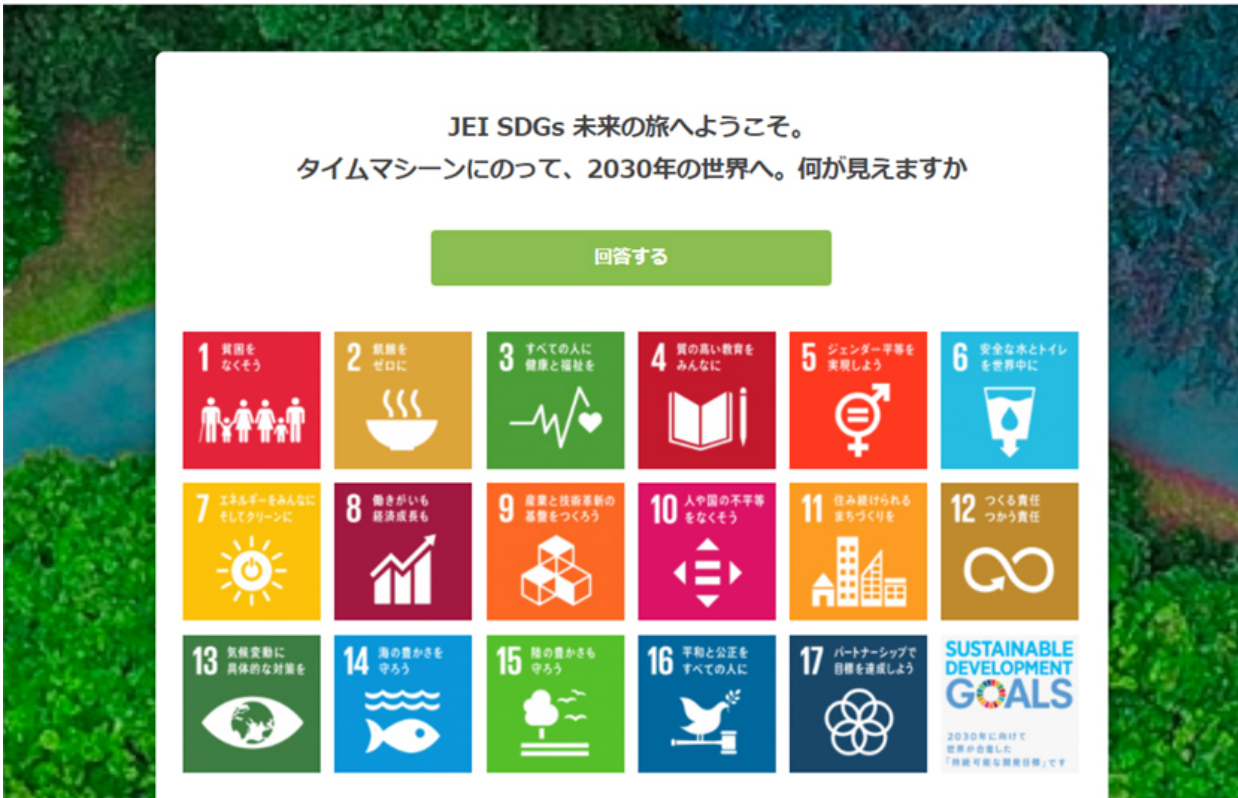 JEI SDGs 未来の旅へようこそ。
タイムマシーンにのって、2030年の世界へ。何が見えますか
回答する
1 貧困を
なくそう
2 飢餓を
ゼロに
3 すべての人に
健康と福祉を
4 質の高い教育を
みんなに
5 ジェンダー平等を
実現しよう
6 安全な水とトイレ
を世界中に
7 エネルギーをみんなに
そしてクリーンに
8 働きがいも
経済成長も
9 産業と技術革新の
基盤をつくろう
10 人や国の不平等
をなくそう
11 住み続けられる
まちづくりを
12 つくる責任
つかう責任
13 気候変動に
具体的な対策を
14 海の豊かさを
守ろう
15 陸の豊かさも
守ろう
16 平和と公正を
すべての人に
17 パートナーシップで
目標を達成しよう
SUSTAINABLE
DEVELOPMENT
GOALS
2030年に向けて
世界が合意した
「持続可能な開発目標」です